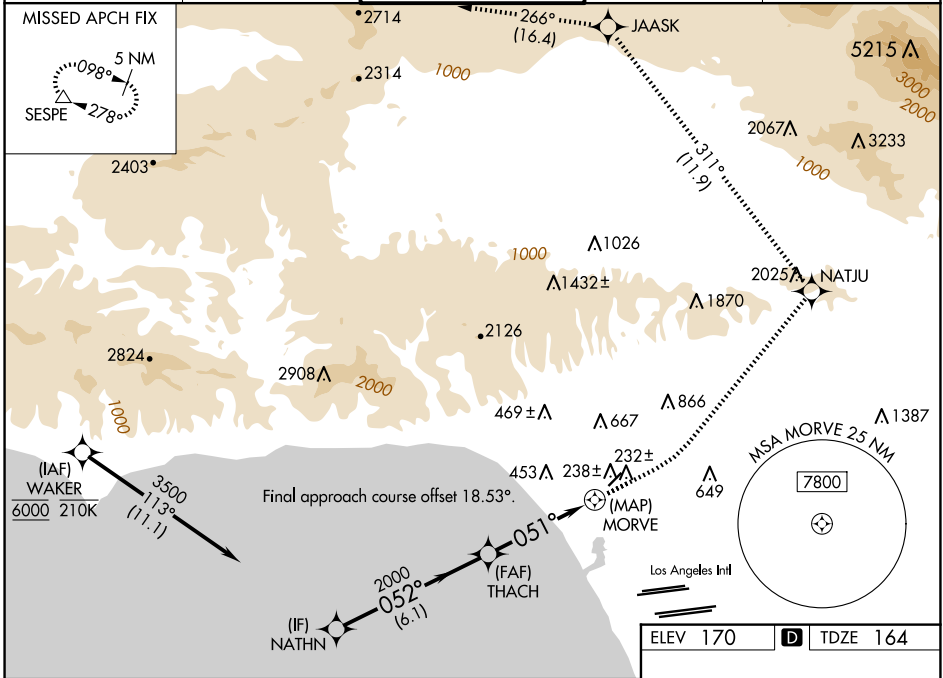 MISSED APCH FIX
098°
5 NM
SESPE
278°
2714
266°
(16.4)
JAASK
5215
2314
1000
3000
2000
2067
3233
2403
311°
(11.9)
1000
1026
1000
2025
NATJU
1432±
1870
2126
2824
2908
2000
1000
469±
667
866
1387
MSA MORVE 25 NM
(IAF)
WAKER
6000 210K
3500
113°
(11.1)
453
238±
232±
649
7800
Final approach course offset 18.53°.
(MAP)
MORVE
051°
(FAF)
THACH
2000
052°
(6.1)
(IF)
NATHN
Los Angeles Intl
ELEV 170 D TDZE 164